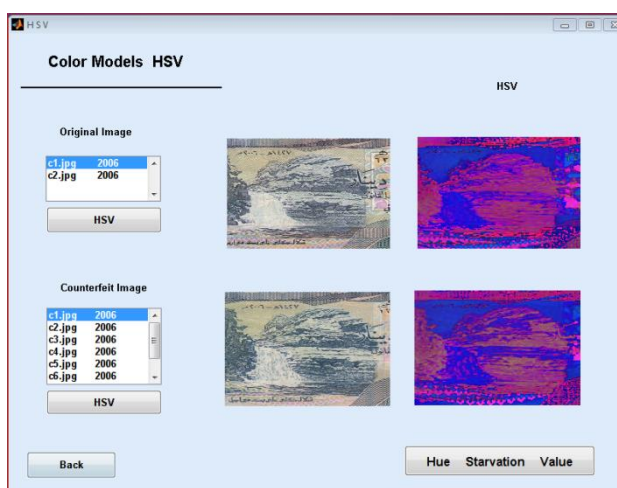 HSV
Color Models HSV
HSV
Original Image
c1.jpg 2006
c2.jpg 2006
HSV
Counterfeit Image
c1.jpg 2006
c2.jpg 2006
c3.jpg 2006
c4.jpg 2006
c5.jpg 2006
c6.jpg 2006
HSV
Back
Hue Starvation Value